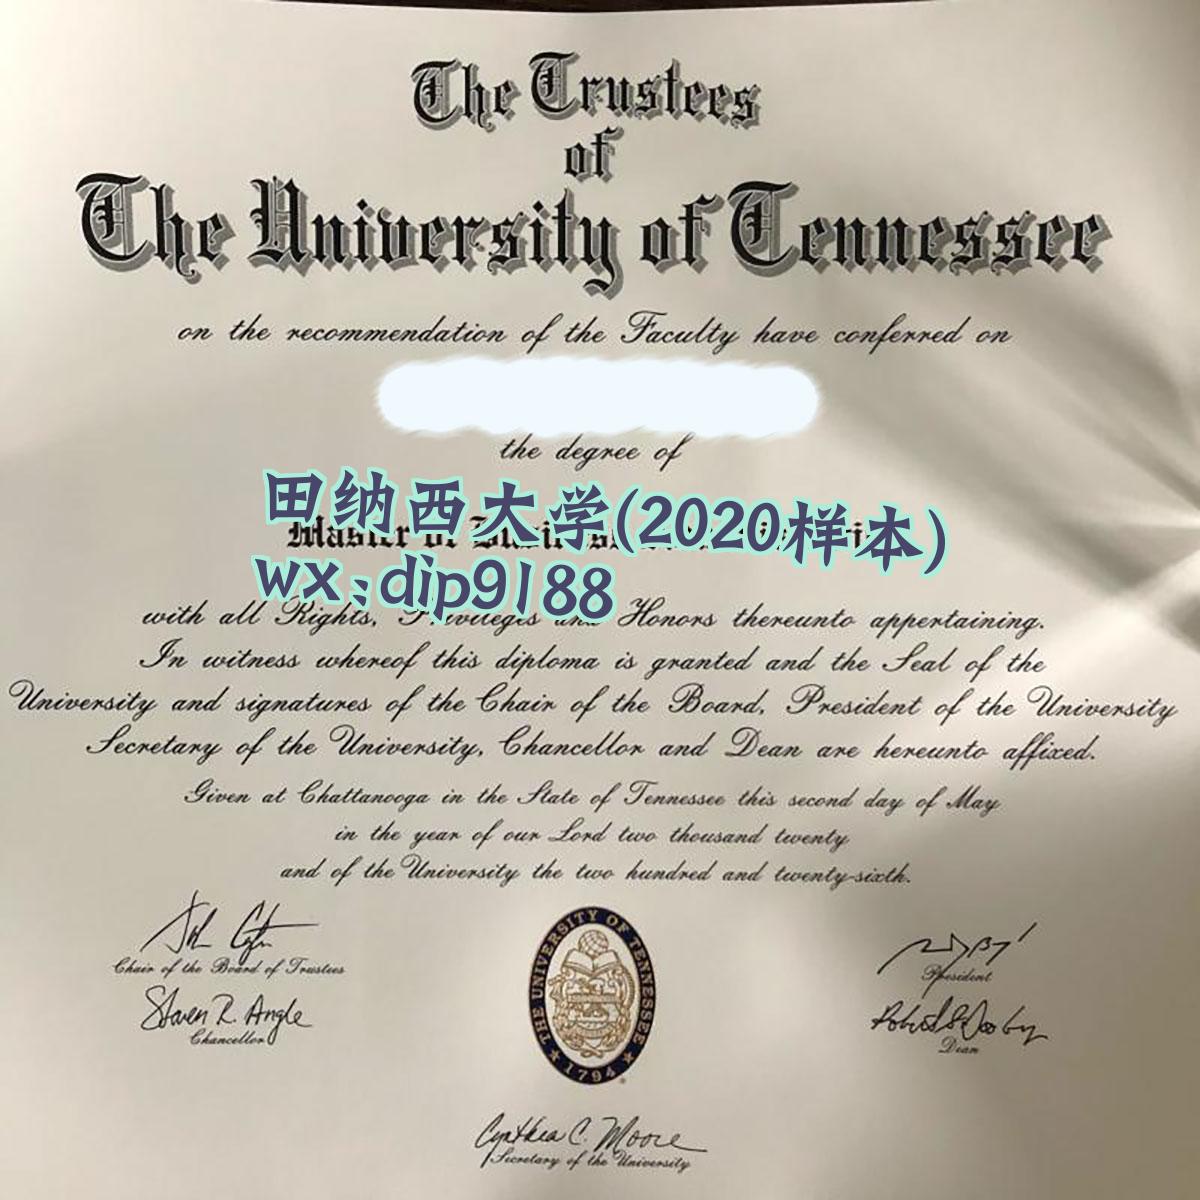 The Trustees
of
The University of Tennessee
on the recommendation of the Faculty have conferred on
the degree of
田纳西大学(2020样本)
Master of Business
wx:dip9188
with all Rights, Privileges and Honors thereunto appertaining.
In witness whereof this diploma is granted and the Seal of the
University and signatures of the Chair of the Board, President of the University
Secretary of the University, Chancellor and Dean are hereunto affixed.
Given at Chattanooga in the State of Tennessee this second day of May
in the year of our Lord two thousand twenty
and of the University the two hundred and twenty-sixth.
Chair of the Board of Trustees
President
Steven R. Angle
Chancellor
Dean
THE UNIVERSITY OF TENNESSEE
1794
Cynthia C. Moore
Secretary of the University